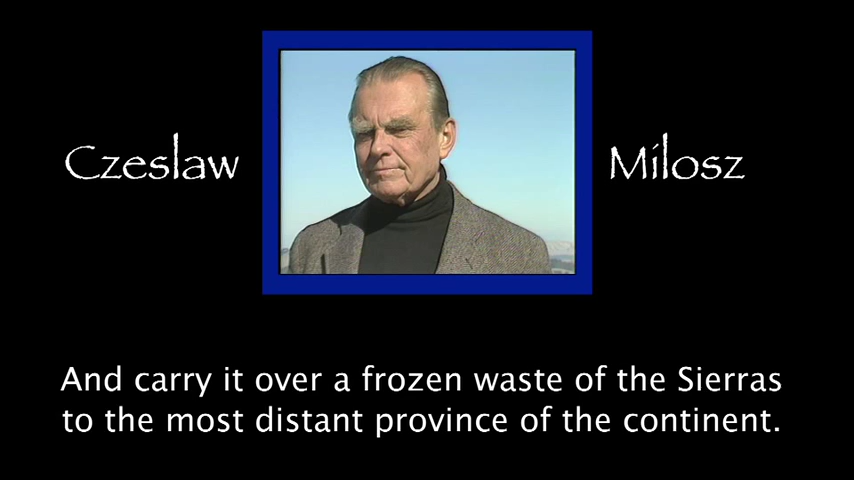 Czeslaw Milosz
And carry it over a frozen waste of the Sierras
to the most distant province of the continent.